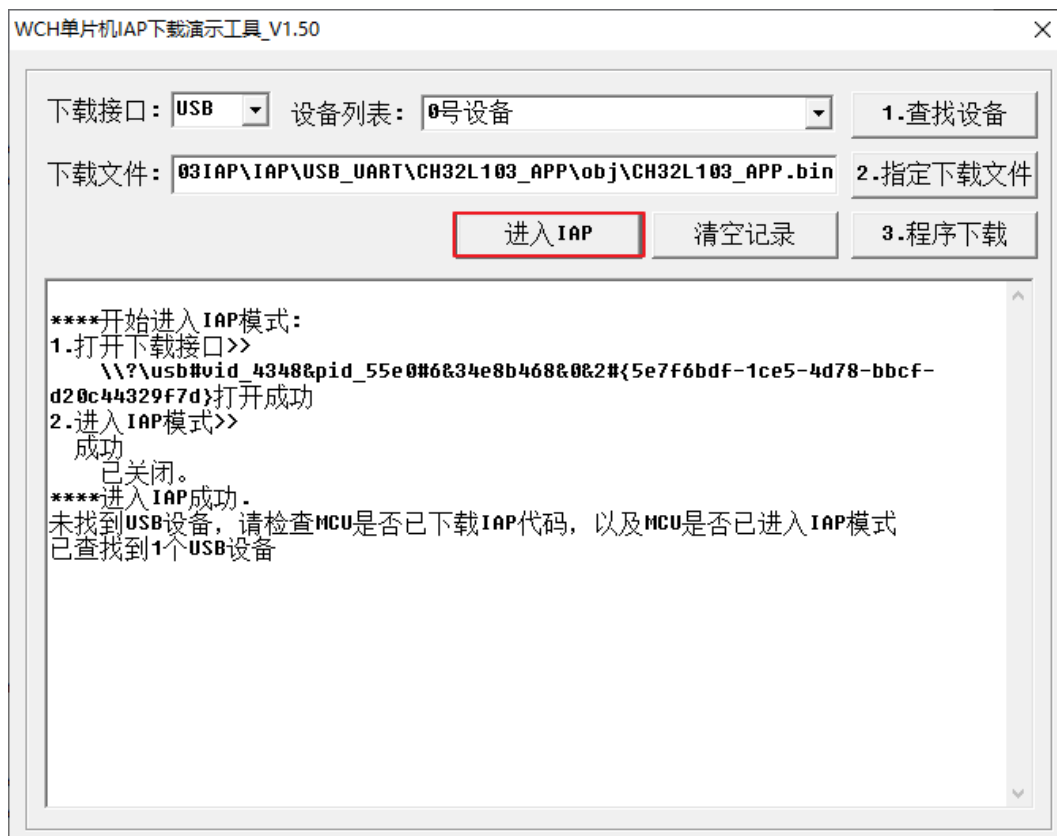 WCH单片机IAP下载演示工具_V1.50
下载接口: USB 设备列表: 0号设备 1.查找设备
下载文件: 03IAP\IAP\USB_UART\CH32L103_APP\obj\CH32L103_APP.bin 2.指定下载文件
进入IAP 清空记录 3.程序下载
****开始进入IAP模式:
1.打开下载接口>>
\\?\usb#vid_4348&pid_55e0#6&34e8b468&0&2#{5e7f6bdf-1ce5-4d78-bbcf-
d20c44329f7d}打开成功
2.进入IAP模式>>
成功
已关闭。
****进入IAP成功.
未找到USB设备，请检查MCU是否已下载IAP代码，以及MCU是否已进入IAP模式
已查找到1个USB设备